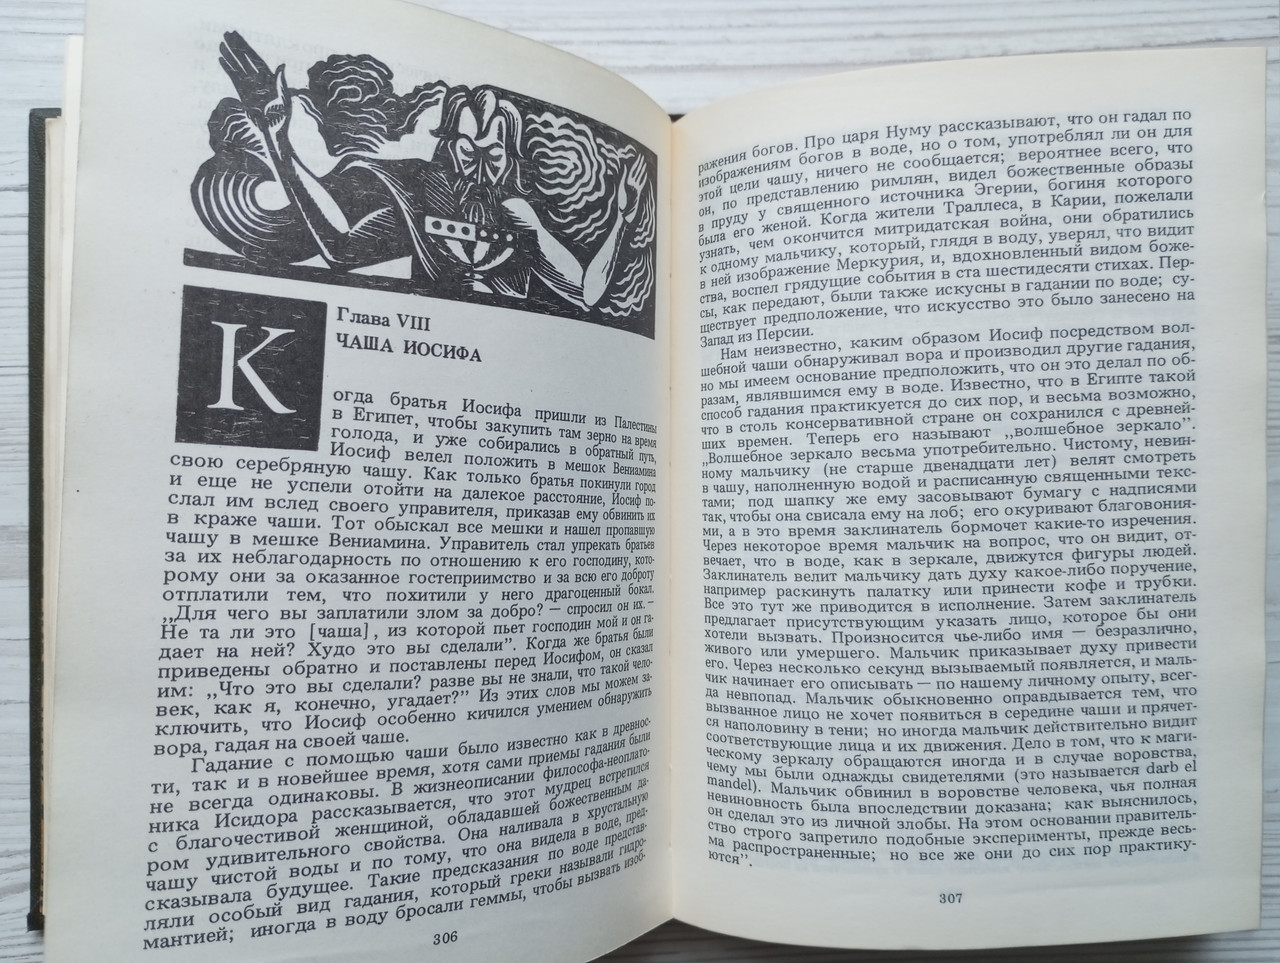 Глава VIII
ЧАША ИОСИФА
К
огда братья Иосифа пришли из Палестины
в Египет, чтобы закупить там зерно на время
голода, и уже собирались в обратный путь,
Иосиф велел положить в мешок Вениамина
свою серебряную чашу. Как только братья покинули город
и еще не успели отойти на далекое расстояние, Иосиф по-
слал им вслед своего управителя, приказав ему обвинить их
в краже чаши. Тот обыскал все мешки и нашел пропавшую
чашу в мешке Вениамина. Управитель стал упрекать братьев
за их неблагодарность по отношению к его господину, кото-
рому они за оказанное гостеприимство и за всю его доброту
отплатили тем, что похитили у него драгоценный бокал.
„Для чего вы заплатили злом за добро? — спросил он их. —
Не та ли это [чаша], из которой пьет господин мой и он га-
дает на ней? Худо это вы сделали”. Когда же братья были
приведены обратно и поставлены перед Иосифом, он сказал
им: „Что это вы сделали? разве вы не знали, что такой чело-
век, как я, конечно, угадает?” Из этих слов мы можем за-
ключить, что Иосиф особенно кичился умением обнаружить
вора, гадая на своей чаше.
Гадание с помощью чаши было известно как в древнос-
ти, так и в новейшее время, хотя сами приемы гадания были
не всегда одинаковы. В жизнеописании философа-неоплато-
ника Исидора рассказывается, что этот мудрец встретился
с благочестивой женщиной, обладавшей божественным да-
ром удивительного свойства. Она наливала в хрустальную
чашу чистой воды и по тому, что она видела в воде, пред-
сказывала будущее. Такие предсказания по воде представ-
ляли особый вид гадания, который греки называли гидро-
мантией; иногда в воду бросали геммы, чтобы вызвать изоб-
306
ражения богов. Про царя Нуму рассказывают, что он гадал по
изображениям богов в воде, но о том, употреблял ли он для
этой цели чашу, ничего не сообщается; вероятнее всего, что
он, по представлению римлян, видел божественные образы
в пруду у священного источника Эгерии, богиня которого
была его женой. Когда жители Траллеса, в Карии, пожелали
узнать, чем окончится митридатская война, они обратились
к одному мальчику, который, глядя в воду, уверял, что видит
в ней изображение Меркурия, и, вдохновленный видом боже-
ства, воспел грядущие события в ста шестидесяти стихах. Пер-
сы, как передают, были также искусны в гадании по воде; су-
ществует предположение, что искусство это было занесено на
Запад из Персии.
Нам неизвестно, каким образом Иосиф посредством вол-
шебной чаши обнаруживал вора и производил другие гадания,
но мы имеем основание предположить, что он это делал по об-
разам, являвшимся ему в воде. Известно, что в Египте такой
способ гадания практикуется до сих пор, и весьма возможно,
что в столь консервативной стране он сохранился с древней-
ших времен. Теперь его называют „волшебное зеркало”.
„Волшебное зеркало весьма употребительно. Чистому, невин-
ному мальчику (не старше двенадцати лет) велят смотреть
в чашу, наполненную водой и расписанную священными текс-
тами; под шапку же ему засовывают бумагу с надписями
так, чтобы она свисала ему на лоб; его окуривают благовония-
ми, а в это время заклинатель бормочет какие-то изречения.
Через некоторое время мальчик на вопрос, что он видит, от-
вечает, что в воде, как в зеркале, движутся фигуры людей.
Заклинатель велит мальчику дать духу какое-либо поручение,
например раскинуть палатку или принести кофе и трубки.
Все это тут же приводится в исполнение. Затем заклинатель
предлагает присутствующим указать лицо, которое бы они
хотели вызвать. Произносится чье-либо имя — безразлично,
живого или умершего. Мальчик приказывает духу привести
его. Через несколько секунд вызываемый появляется, и маль-
чик начинает его описывать — по нашему личному опыту, всег-
да невпопад. Мальчик обыкновенно оправдывается тем, что
вызванное лицо не хочет появиться в середине чаши и прячет-
ся наполовину в тени; но иногда мальчик действительно видит
соответствующие лица и их движения. Дело в том, что к маги-
ческому зеркалу обращаются иногда и в случае воровства,
чему мы были однажды свидетелями (это называется darb el
mandel). Мальчик обвинил в воровстве человека, чья полная
невиновность была впоследствии доказана; как выяснилось,
он сделал это из личной злобы. На этом основании правитель-
ство строго запретило подобные эксперименты, прежде весь-
ма распространенные; но все же они до сих пор практику-
ются”.
307